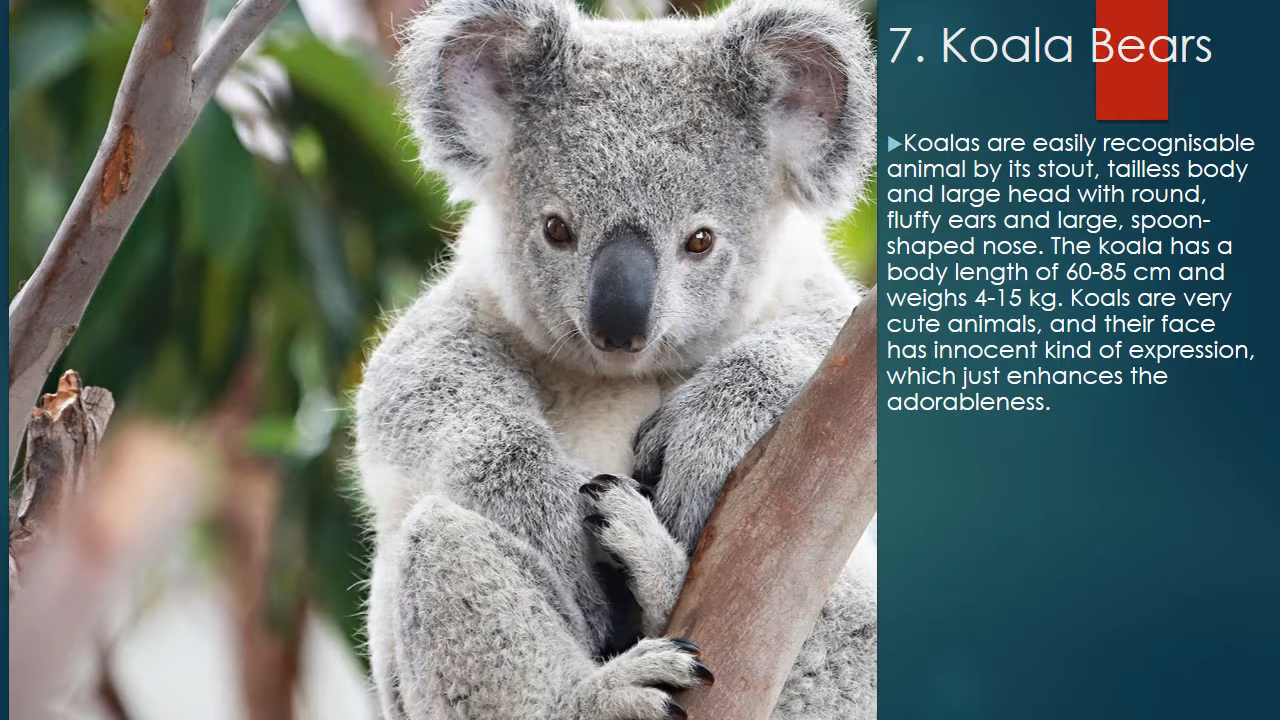 7. Koala Bears
▶Koalas are easily recognisable
animal by its stout, tailless body
and large head with round,
fluffy ears and large, spoon-
shaped nose. The koala has a
body length of 60-85 cm and
weighs 4-15 kg. Koals are very
cute animals, and their face
has innocent kind of expression,
which just enhances the
adorableness.